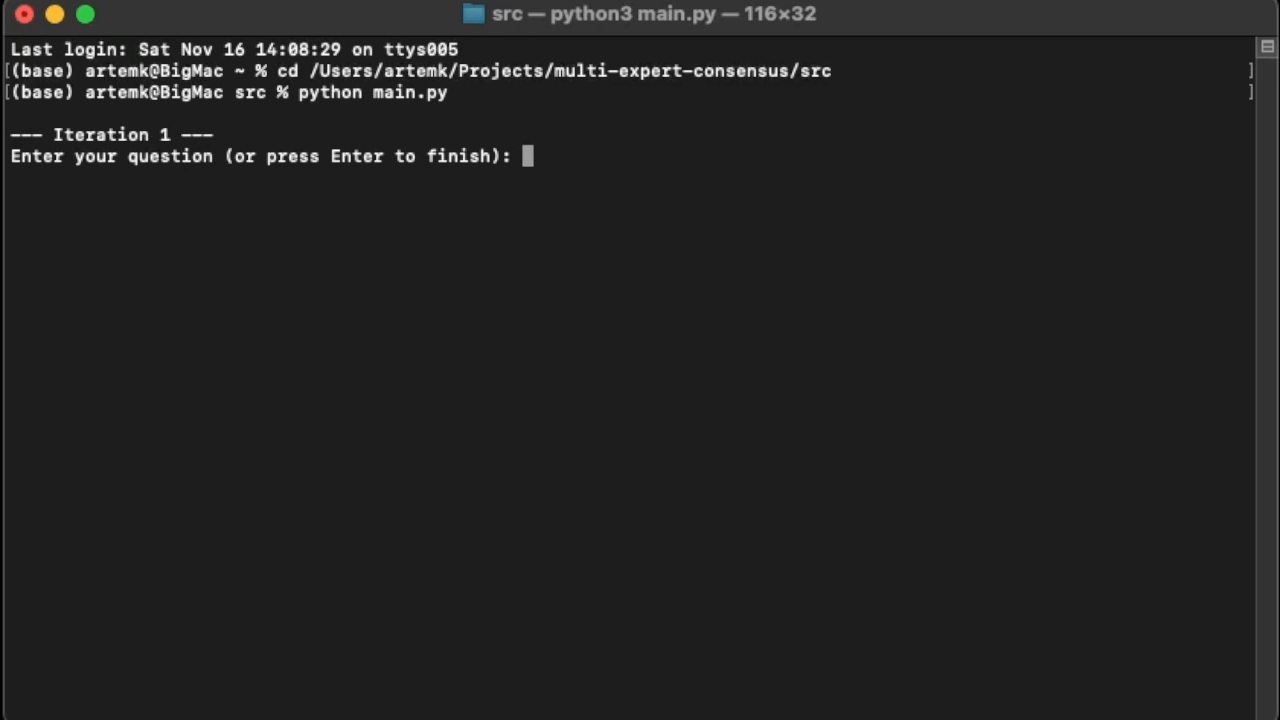 src — python3 main.py — 116×32
Last login: Sat Nov 16 14:08:29 on ttys005
[(base) artemk@BigMac ~ % cd /Users/artemk/Projects/multi-expert-consensus/src ]
[(base) artemk@BigMac src % python main.py ]
--- Iteration 1 ---
Enter your question (or press Enter to finish):